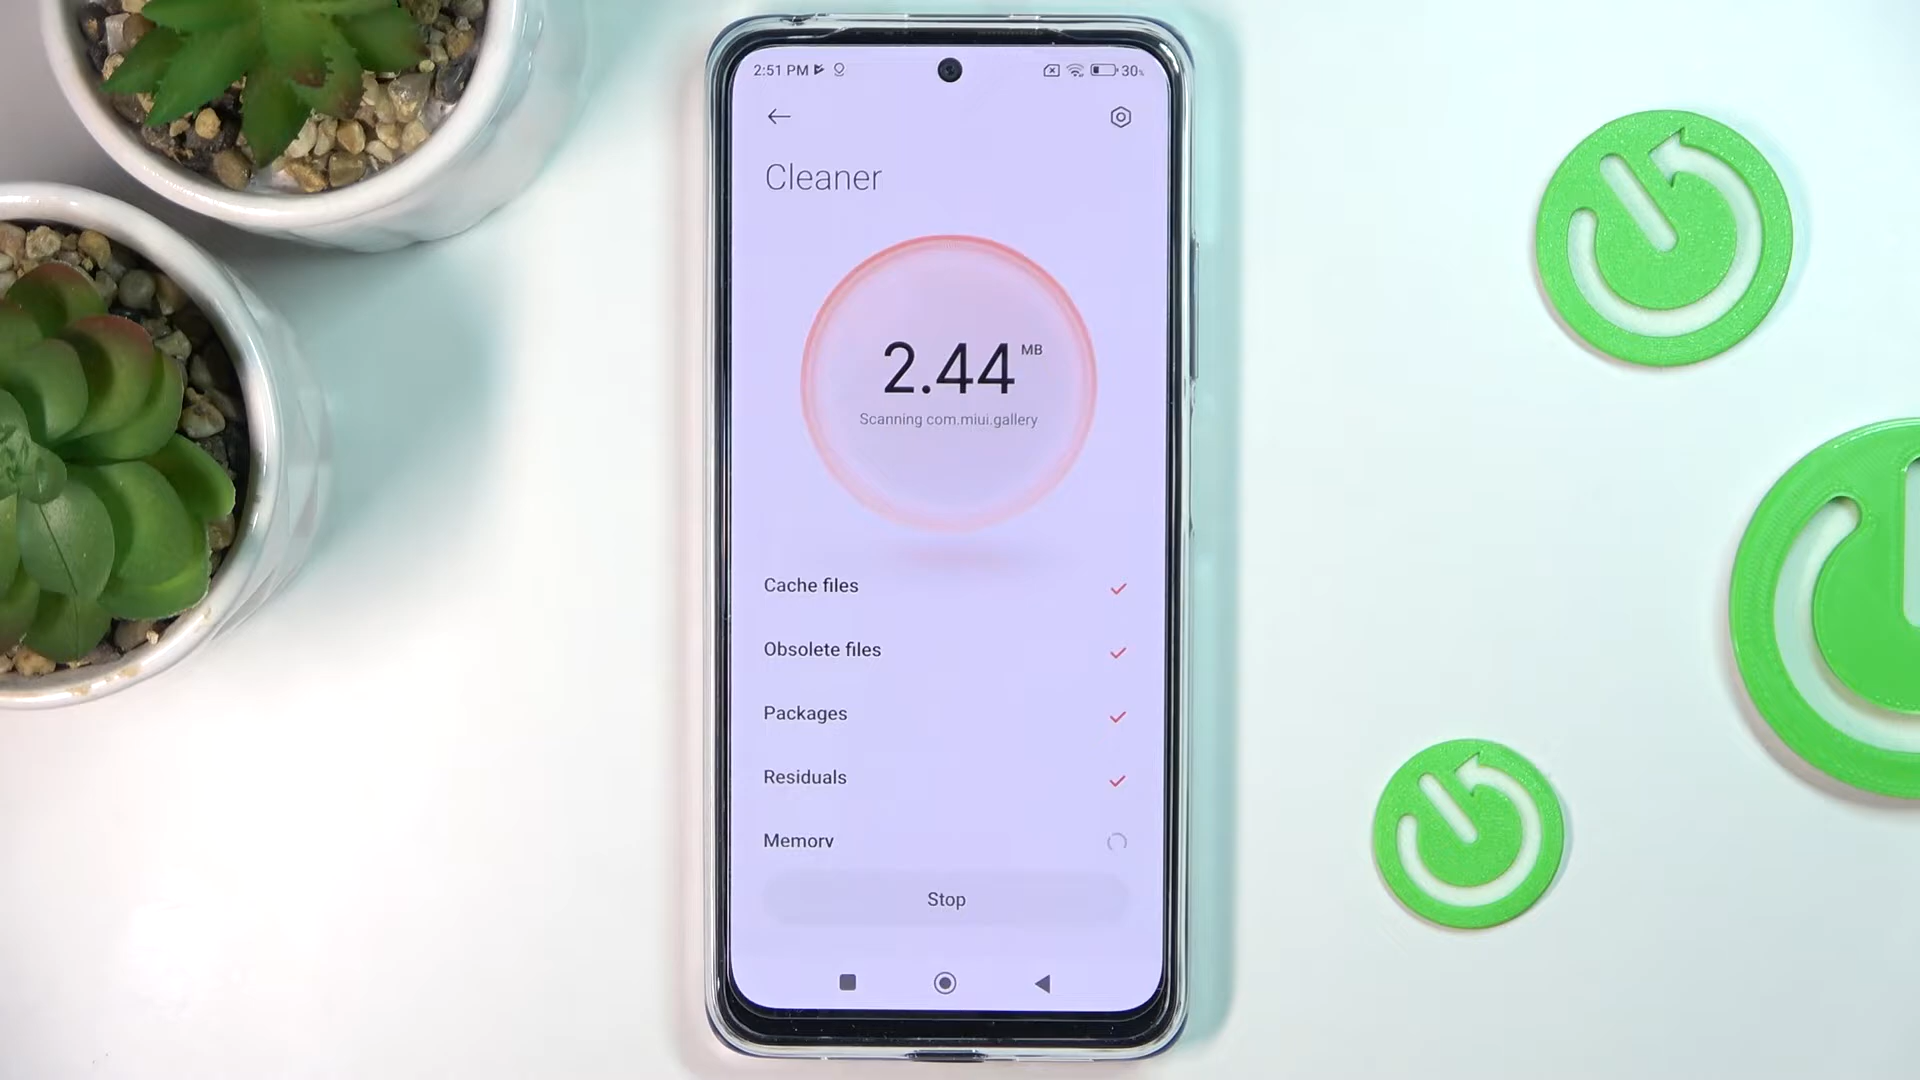 2:51 PM 30%
Cleaner
2.44 MB
Scanning com.miui.gallery
Cache files
Obsolete files
Packages
Residuals
Memory
Stop